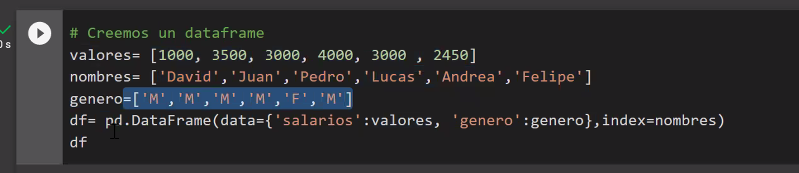 # Creemos un dataframe
valores= [1000, 3500, 3000, 4000, 3000 , 2450]
nombres= ['David','Juan','Pedro','Lucas','Andrea','Felipe']
genero=['M','M','M','M','F','M']
df= pd.DataFrame(data={'salarios':valores, 'genero':genero},index=nombres)
df